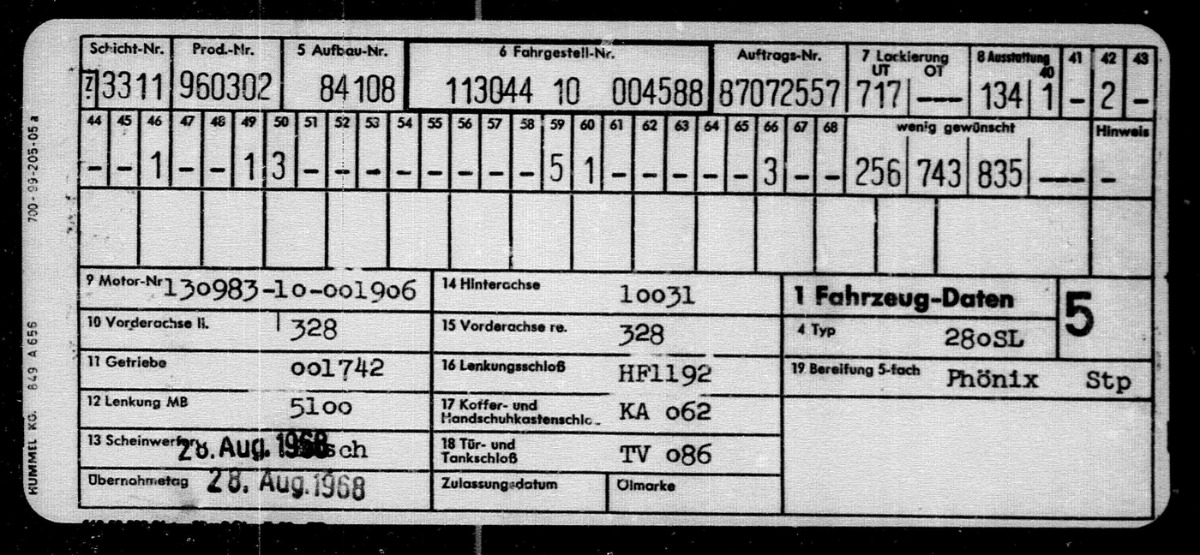 Schicht-Nr. Prod.-Nr. 5 Aufbau-Nr. 6 Fahrgestell-Nr. Auftrags-Nr. 7 Lackierung UT OT 8 Ausstattung 40 41 42 43
73311 960302 84108 113044 10 004588 87072557 717 --- 134 1 - 2 -
44 45 46 47 48 49 50 51 52 53 54 55 56 57 58 59 60 61 62 63 64 65 66 67 68 wenig gewünscht Hinweis
- - 1 - - 1 3 - - - - - - - - 5 1 - - - - - 3 - - 256 743 835 --- -
9 Motor-Nr 130983-10-001906 14 Hinterachse 10031 1 Fahrzeug-Daten 5
10 Vorderachse li. 328 15 Vorderachse re. 328 4 Typ 280SL
11 Getriebe 001742 16 Lenkungsschloß HF1192 19 Bereifung 5-fach Phönix Stp
12 Lenkung MB 5100 17 Koffer- und Handschuhkastenschlo KA 062
13 Scheinwerfer 28. Aug. 1968 sch 18 Tür- und Tankschloß TV 086
Übernahmetag 28. Aug. 1968 Zulassungsdatum Ölmarke
HUMMEL KG. 849 A 656 700-99-205-05 a